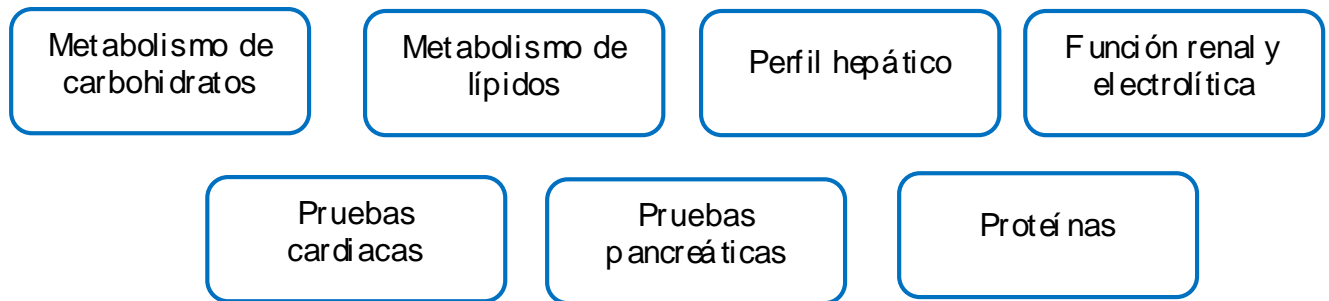 Metabolismo de
carbohidratos
Metabolismo de
lípidos
Perfil hepático
Función renal y
electrolítica
Pruebas
cardiacas
Pruebas
pancreáticas
Proteínas